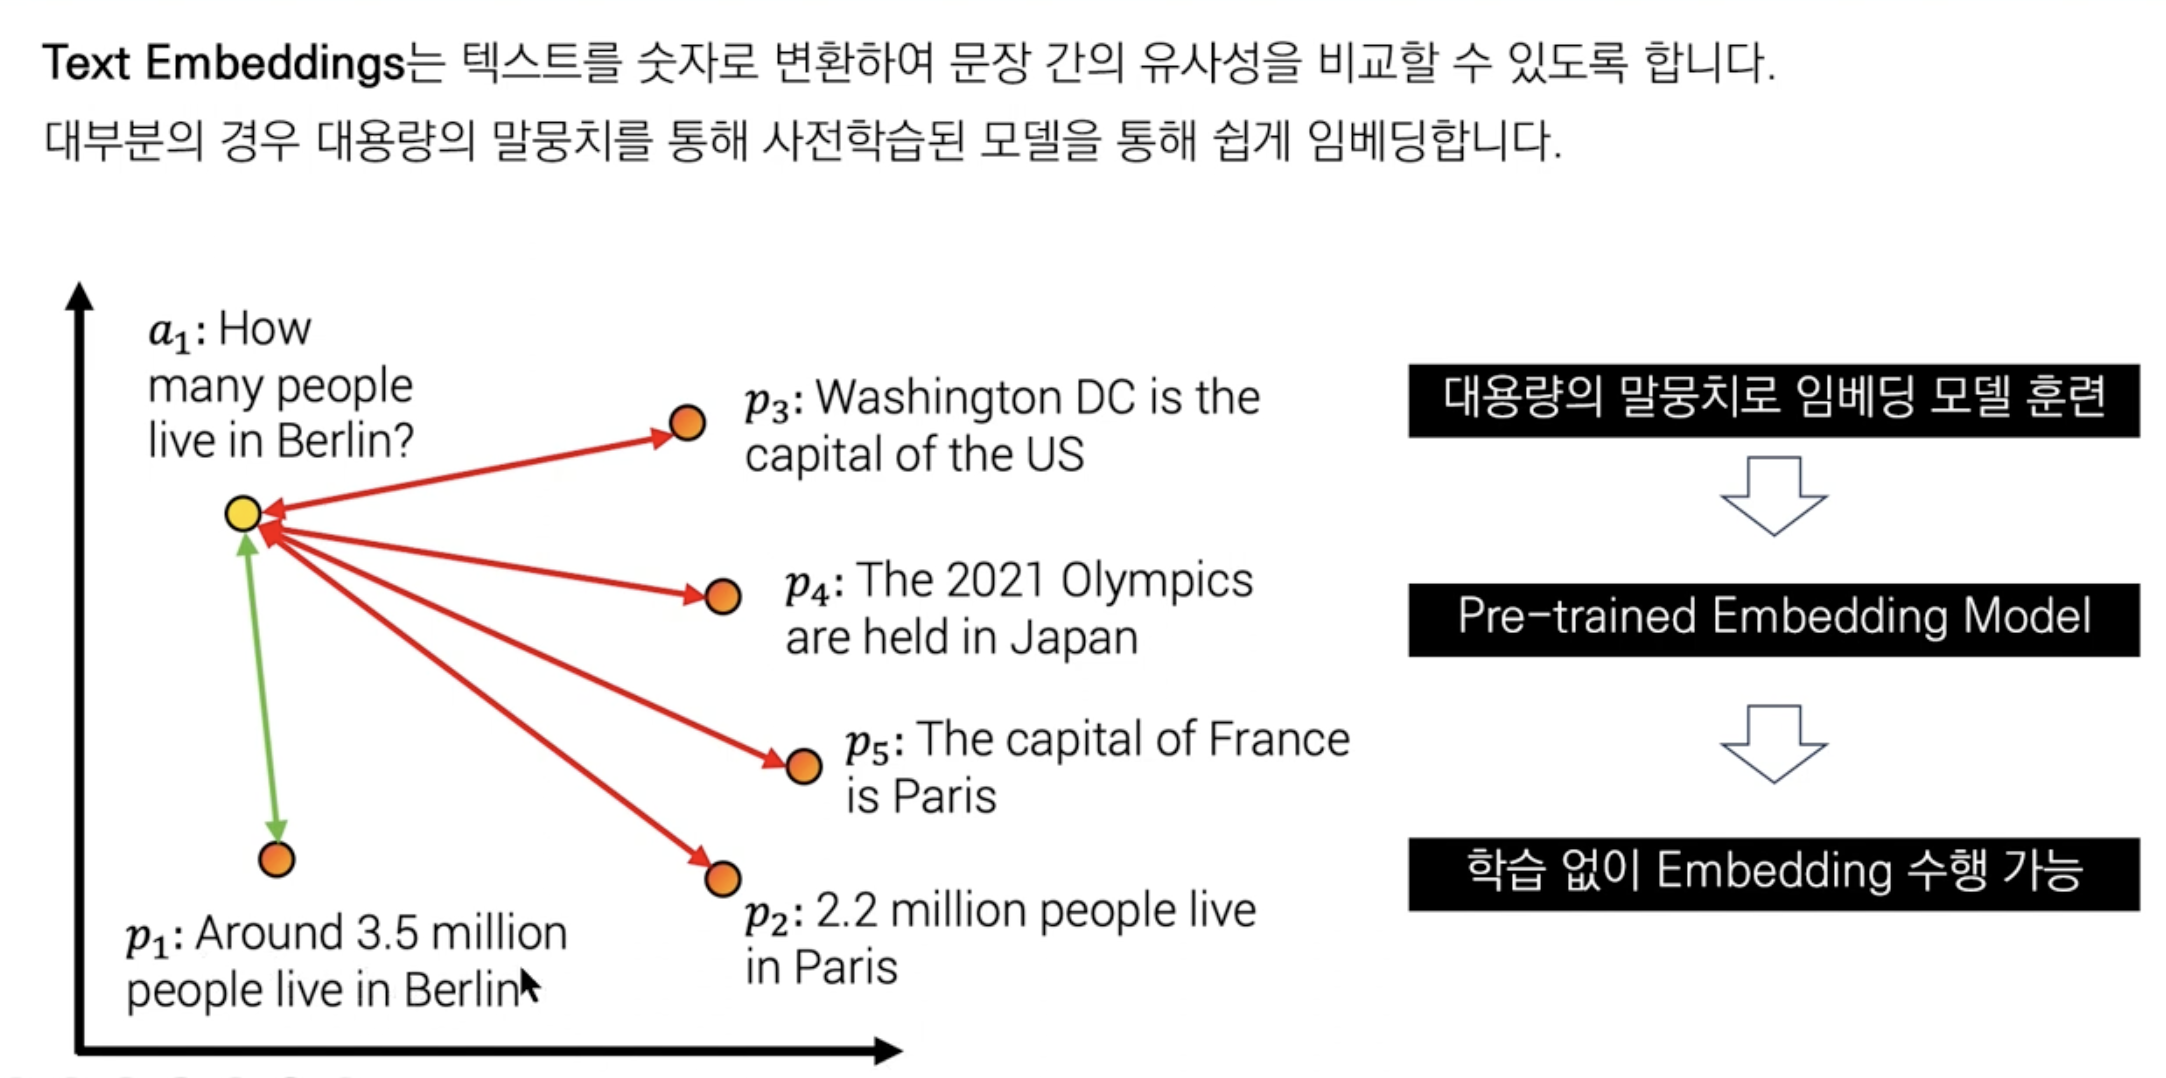 Text Embeddings는 텍스트를 숫자로 변환하여 문장 간의 유사성을 비교할 수 있도록 합니다.
대부분의 경우 대용량의 말뭉치를 통해 사전학습된 모델을 통해 쉽게 임베딩합니다.
a₁: How
many people
live in Berlin?
p₃: Washington DC is the
capital of the US
p₄: The 2021 Olympics
are held in Japan
p₅: The capital of France
is Paris
p₁: Around 3.5 million
people live in Berlin
p₂: 2.2 million people live
in Paris
대용량의 말뭉치로 임베딩 모델 훈련
Pre-trained Embedding Model
학습 없이 Embedding 수행 가능